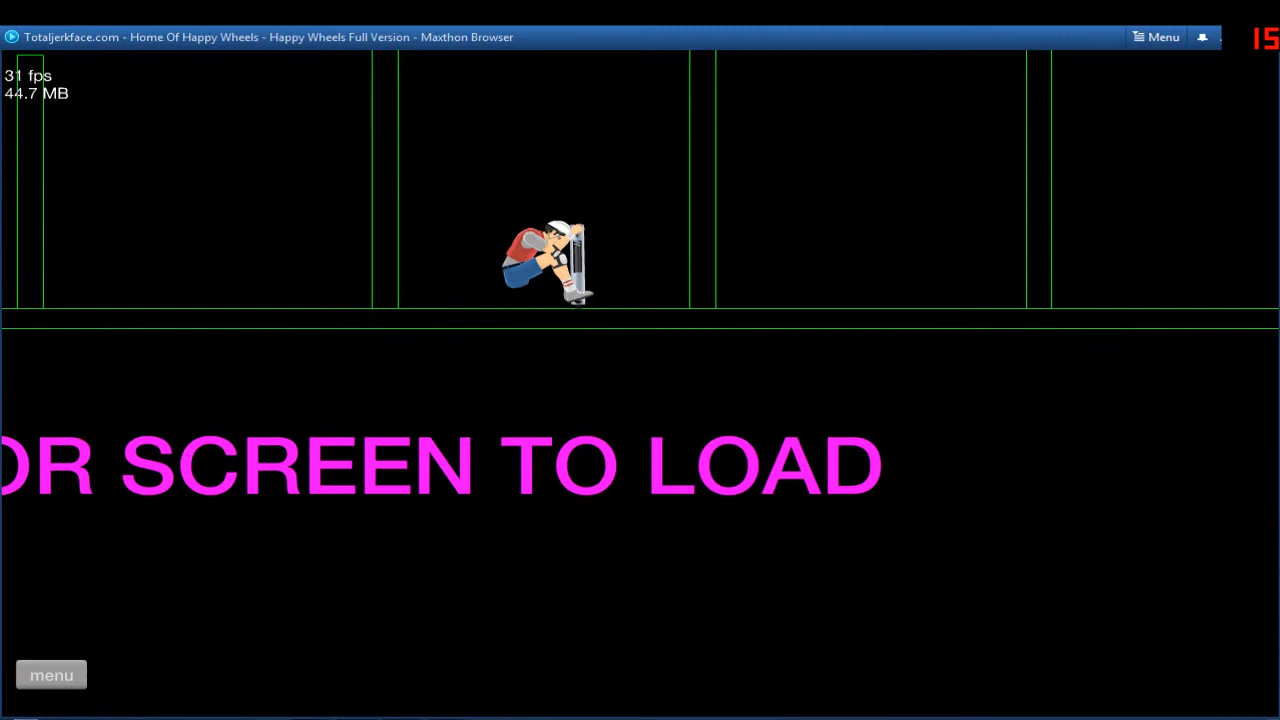 Totaljerkface.com - Home Of Happy Wheels - Happy Wheels Full Version - Maxthon Browser
Menu
15
31 fps
44.7 MB
OR SCREEN TO LOAD
menu